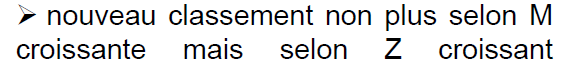 ➢ nouveau classement non plus selon M
croissante mais selon Z croissant